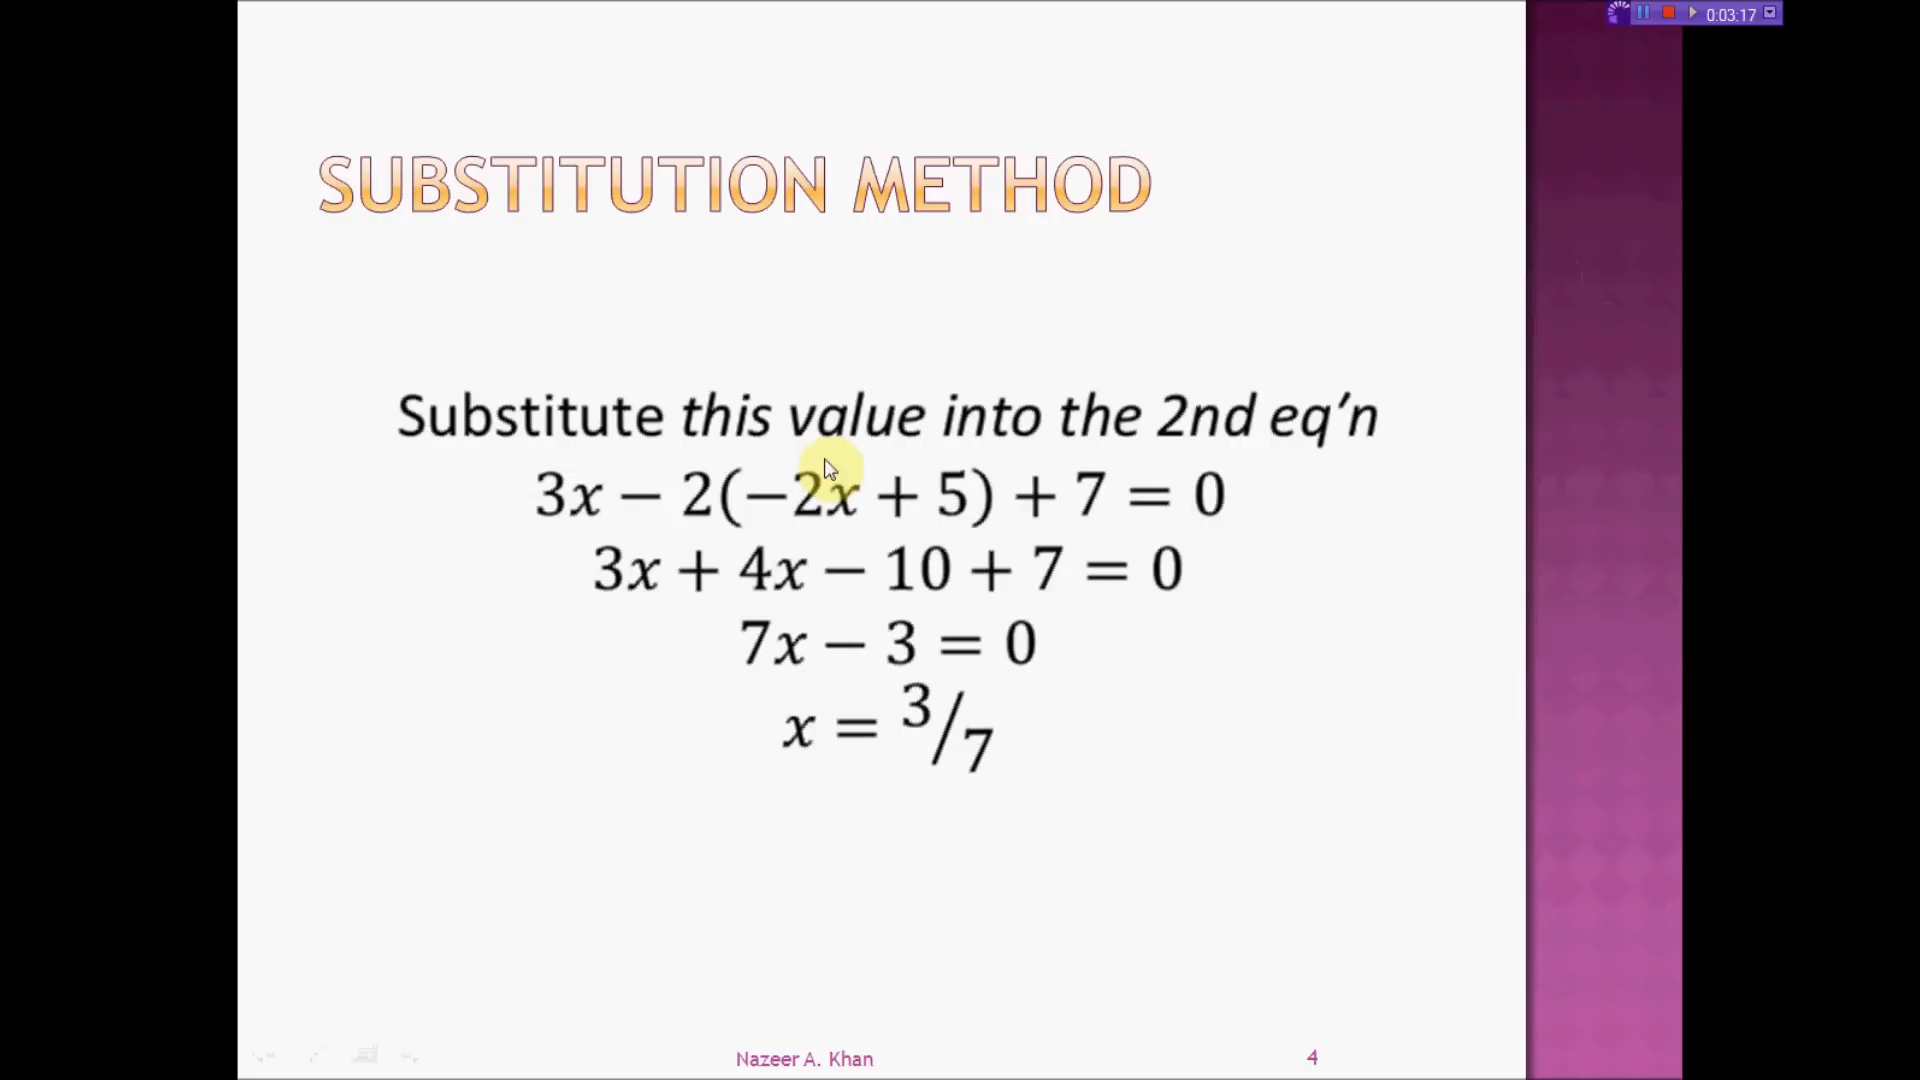 0:03:17
SUBSTITUTION METHOD
Substitute this value into the 2nd eq’n
3x − 2(−2x + 5) + 7 = 0
3x + 4x − 10 + 7 = 0
7x − 3 = 0
x = 3/7
Nazeer A. Khan
4